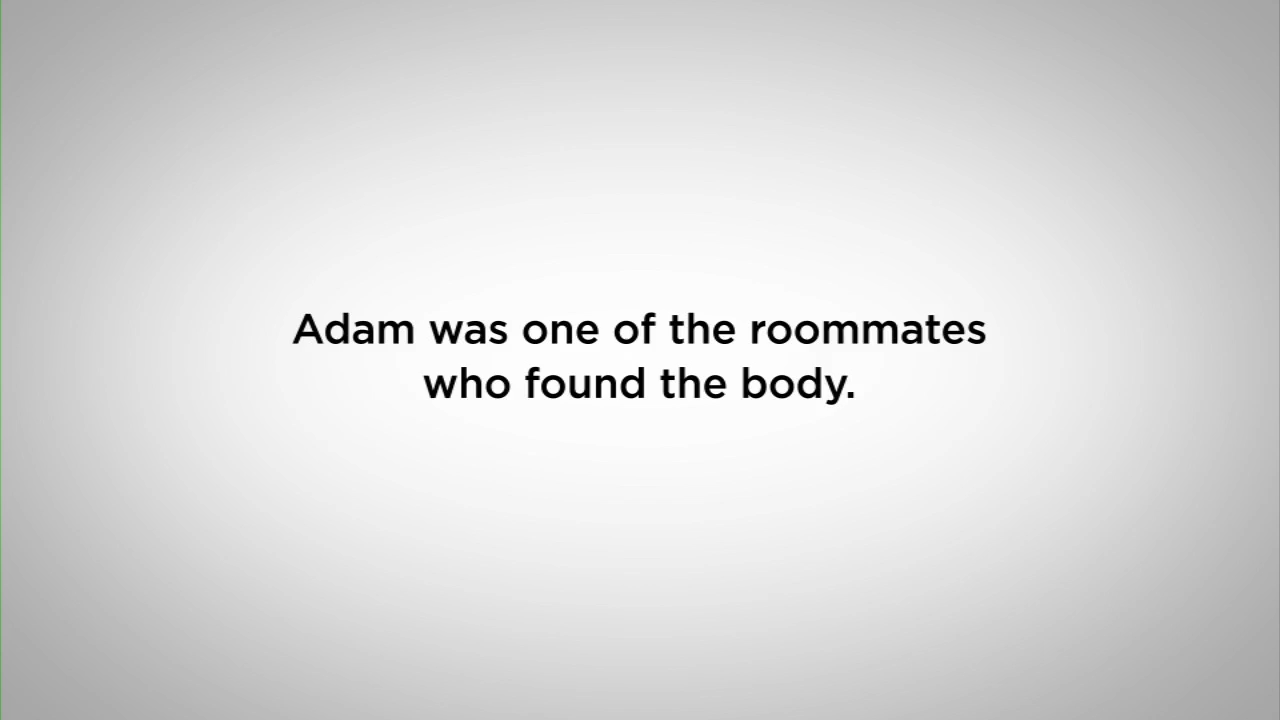 Adam was one of the roommates
who found the body.